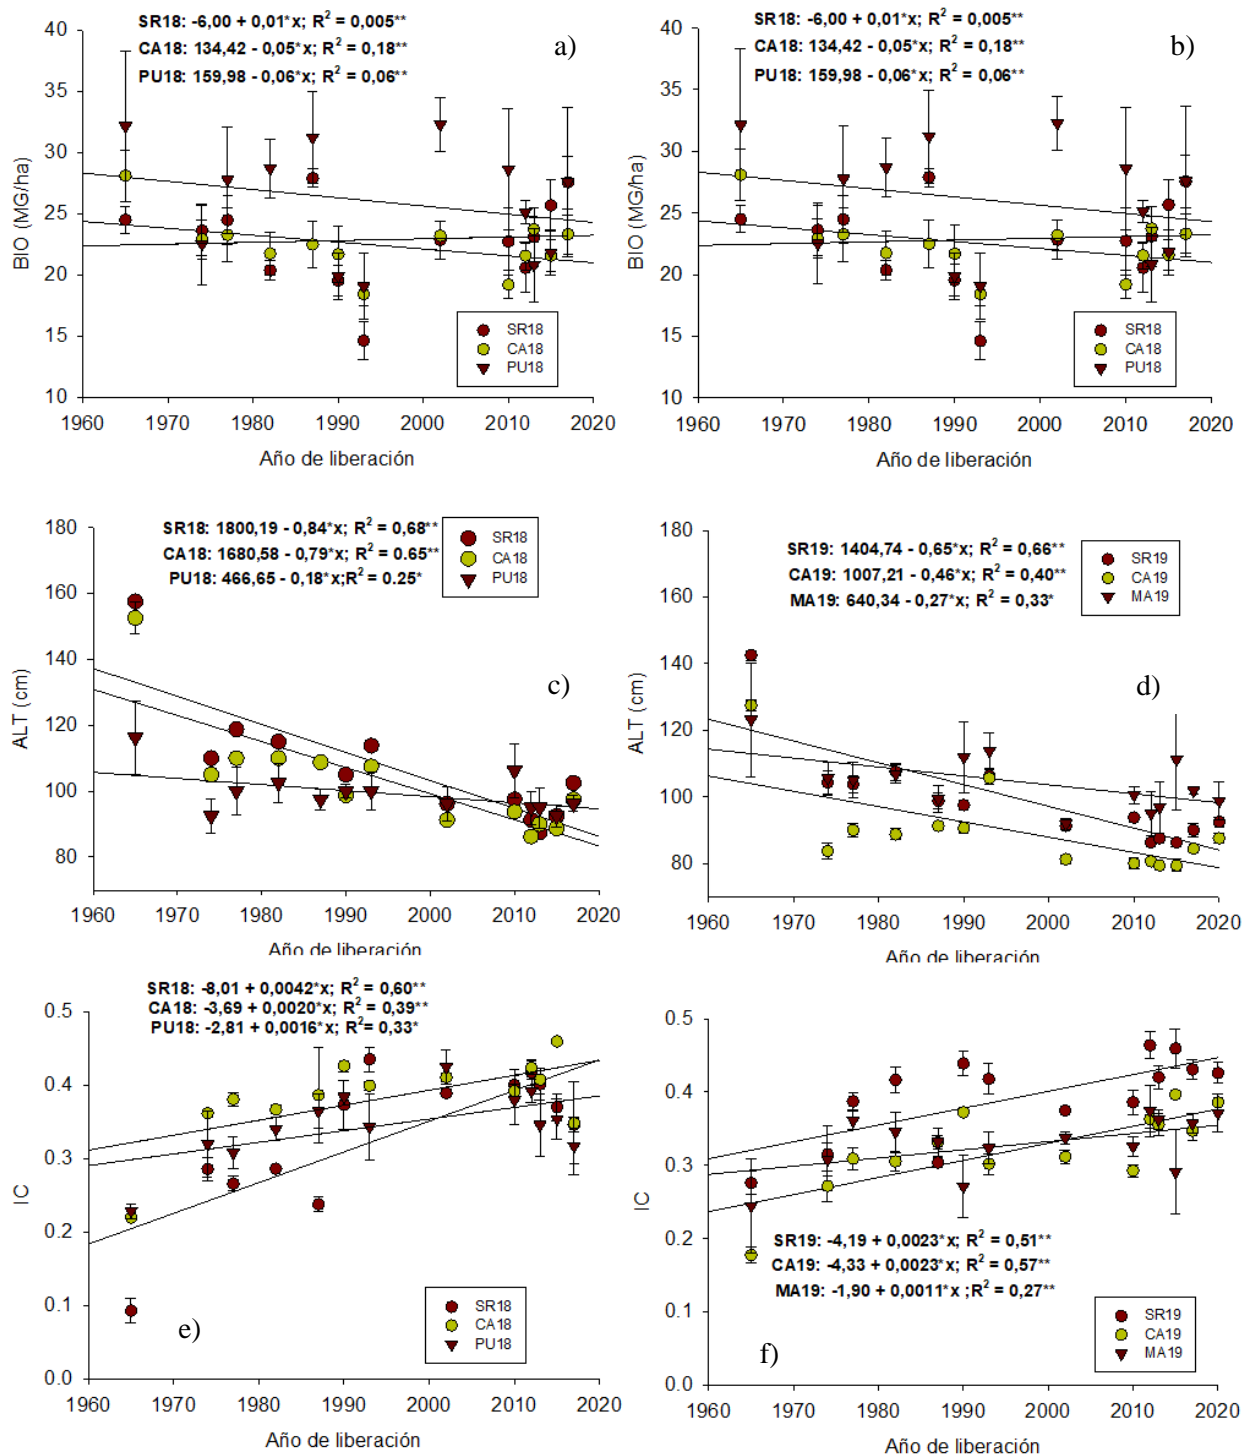 SR18: -6,00 + 0,01*x; R² = 0,005**
CA18: 134,42 - 0,05*x; R² = 0,18**
PU18: 159,98 - 0,06*x; R² = 0,06**
a)
40
35
30
25
20
15
10
BIO (MG/ha)
SR18
CA18
PU18
1960 1970 1980 1990 2000 2010 2020
Año de liberación
SR18: -6,00 + 0,01*x; R² = 0,005**
CA18: 134,42 - 0,05*x; R² = 0,18**
PU18: 159,98 - 0,06*x; R² = 0,06**
b)
40
35
30
25
20
15
10
BIO (MG/ha)
SR18
CA18
PU18
1960 1970 1980 1990 2000 2010 2020
Año de liberación
SR18: 1800,19 - 0,84*x; R² = 0,68**
CA18: 1680,58 - 0,79*x; R² = 0.65**
PU18: 466,65 - 0,18*x;R² = 0.25*
SR18
CA18
PU18
c)
180
160
140
120
100
80
ALT (cm)
1960 1970 1980 1990 2000 2010 2020
Año de liberación
SR19: 1404,74 - 0,65*x; R² = 0,66**
CA19: 1007,21 - 0,46*x; R² = 0,40**
MA19: 640,34 - 0,27*x; R² = 0,33*
SR19
CA19
MA19
d)
180
160
140
120
100
80
ALT (cm)
1960 1970 1980 1990 2000 2010 2020
Año de liberación
SR18: -8,01 + 0,0042*x; R² = 0,60**
CA18: -3,69 + 0,0020*x; R² = 0,39**
PU18: -2,81 + 0,0016*x; R²= 0,33*
0.5
0.4
0.3
0.2
0.1
0.0
IC
e)
SR18
CA18
PU18
1960 1970 1980 1990 2000 2010 2020
Año de liberación
0.5
0.4
0.3
0.2
0.1
0.0
IC
SR19: -4,19 + 0,0023*x; R² = 0,51**
CA19: -4,33 + 0,0023*x; R² = 0,57**
MA19: -1,90 + 0,0011*x ;R² = 0,27**
f)
SR19
CA19
MA19
1960 1970 1980 1990 2000 2010 2020
Año de liberación